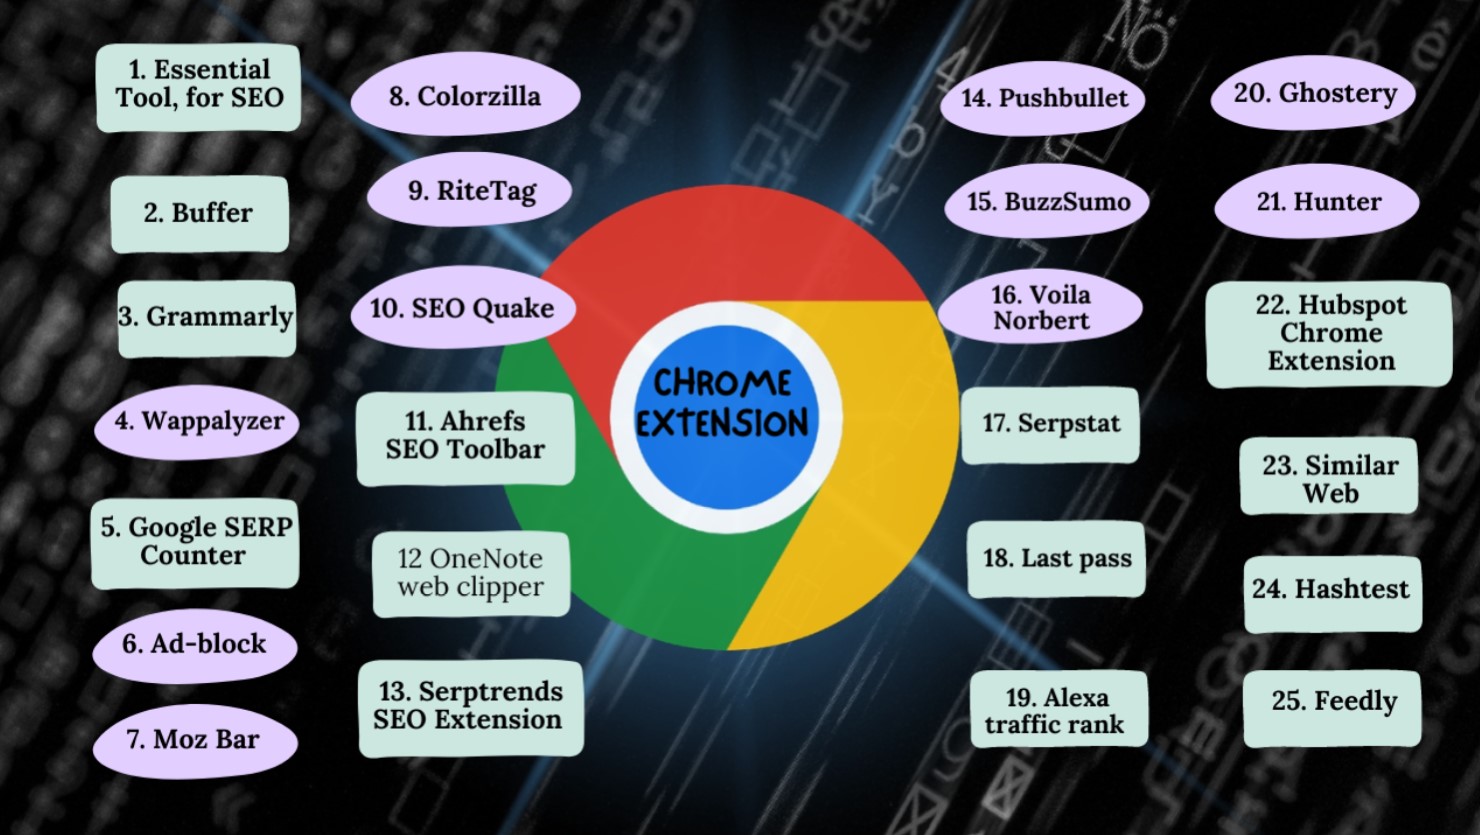 1. Essential
Tool, for SEO
2. Buffer
3. Grammarly
4. Wappalyzer
5. Google SERP
Counter
6. Ad-block
7. Moz Bar
8. Colorzilla
9. RiteTag
10. SEO Quake
11. Ahrefs
SEO Toolbar
12 OneNote
web clipper
13. Serptrends
SEO Extension
CHROME
EXTENSION
14. Pushbullet
15. BuzzSumo
16. Voila
Norbert
17. Serpstat
18. Last pass
19. Alexa
traffic rank
20. Ghostery
21. Hunter
22. Hubspot
Chrome
Extension
23. Similar
Web
24. Hashtest
25. Feedly